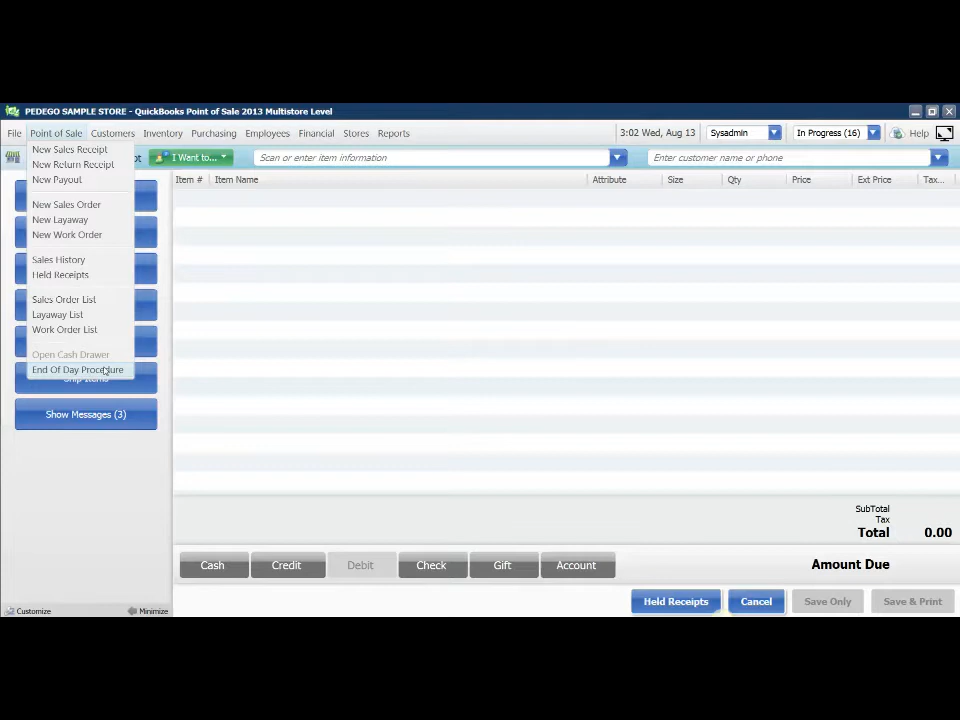 PEDEGO SAMPLE STORE - QuickBooks Point of Sale 2013 Multistore Level
File Point of Sale Customers Inventory Purchasing Employees Financial Stores Reports 3:02 Wed, Aug 13 Sysadmin In Progress (16) Help
I Want to... Scan or enter item information Enter customer name or phone
New Sales Receipt
New Return Receipt
New Payout
New Sales Order
New Layaway
New Work Order
Sales History
Held Receipts
Sales Order List
Layaway List
Work Order List
Open Cash Drawer
End Of Day Procedure
Ship Items
Show Messages (3)
Item # Item Name Attribute Size Qty Price Ext Price Tax...
SubTotal
Tax
Total 0.00
Cash Credit Debit Check Gift Account Amount Due
Held Receipts Cancel Save Only Save & Print
Customize Minimize